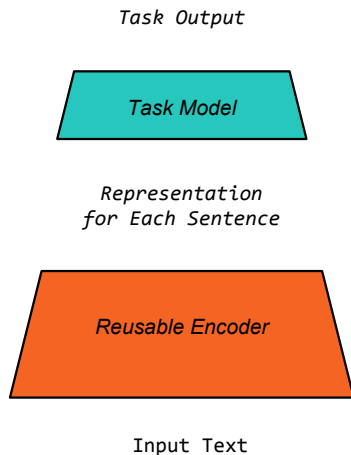 Task Output
Task Model
Representation
for Each Sentence
Reusable Encoder
Input Text